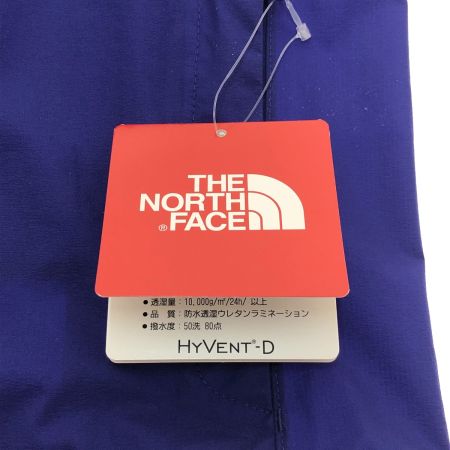 THE
NORTH
FACE
®
● 透湿量：10,000g/㎡/24h/ 以上
● 品　質：防水透湿ウレタンラミネーション
● 撥水度：50洗 80点
HYVENT®-D